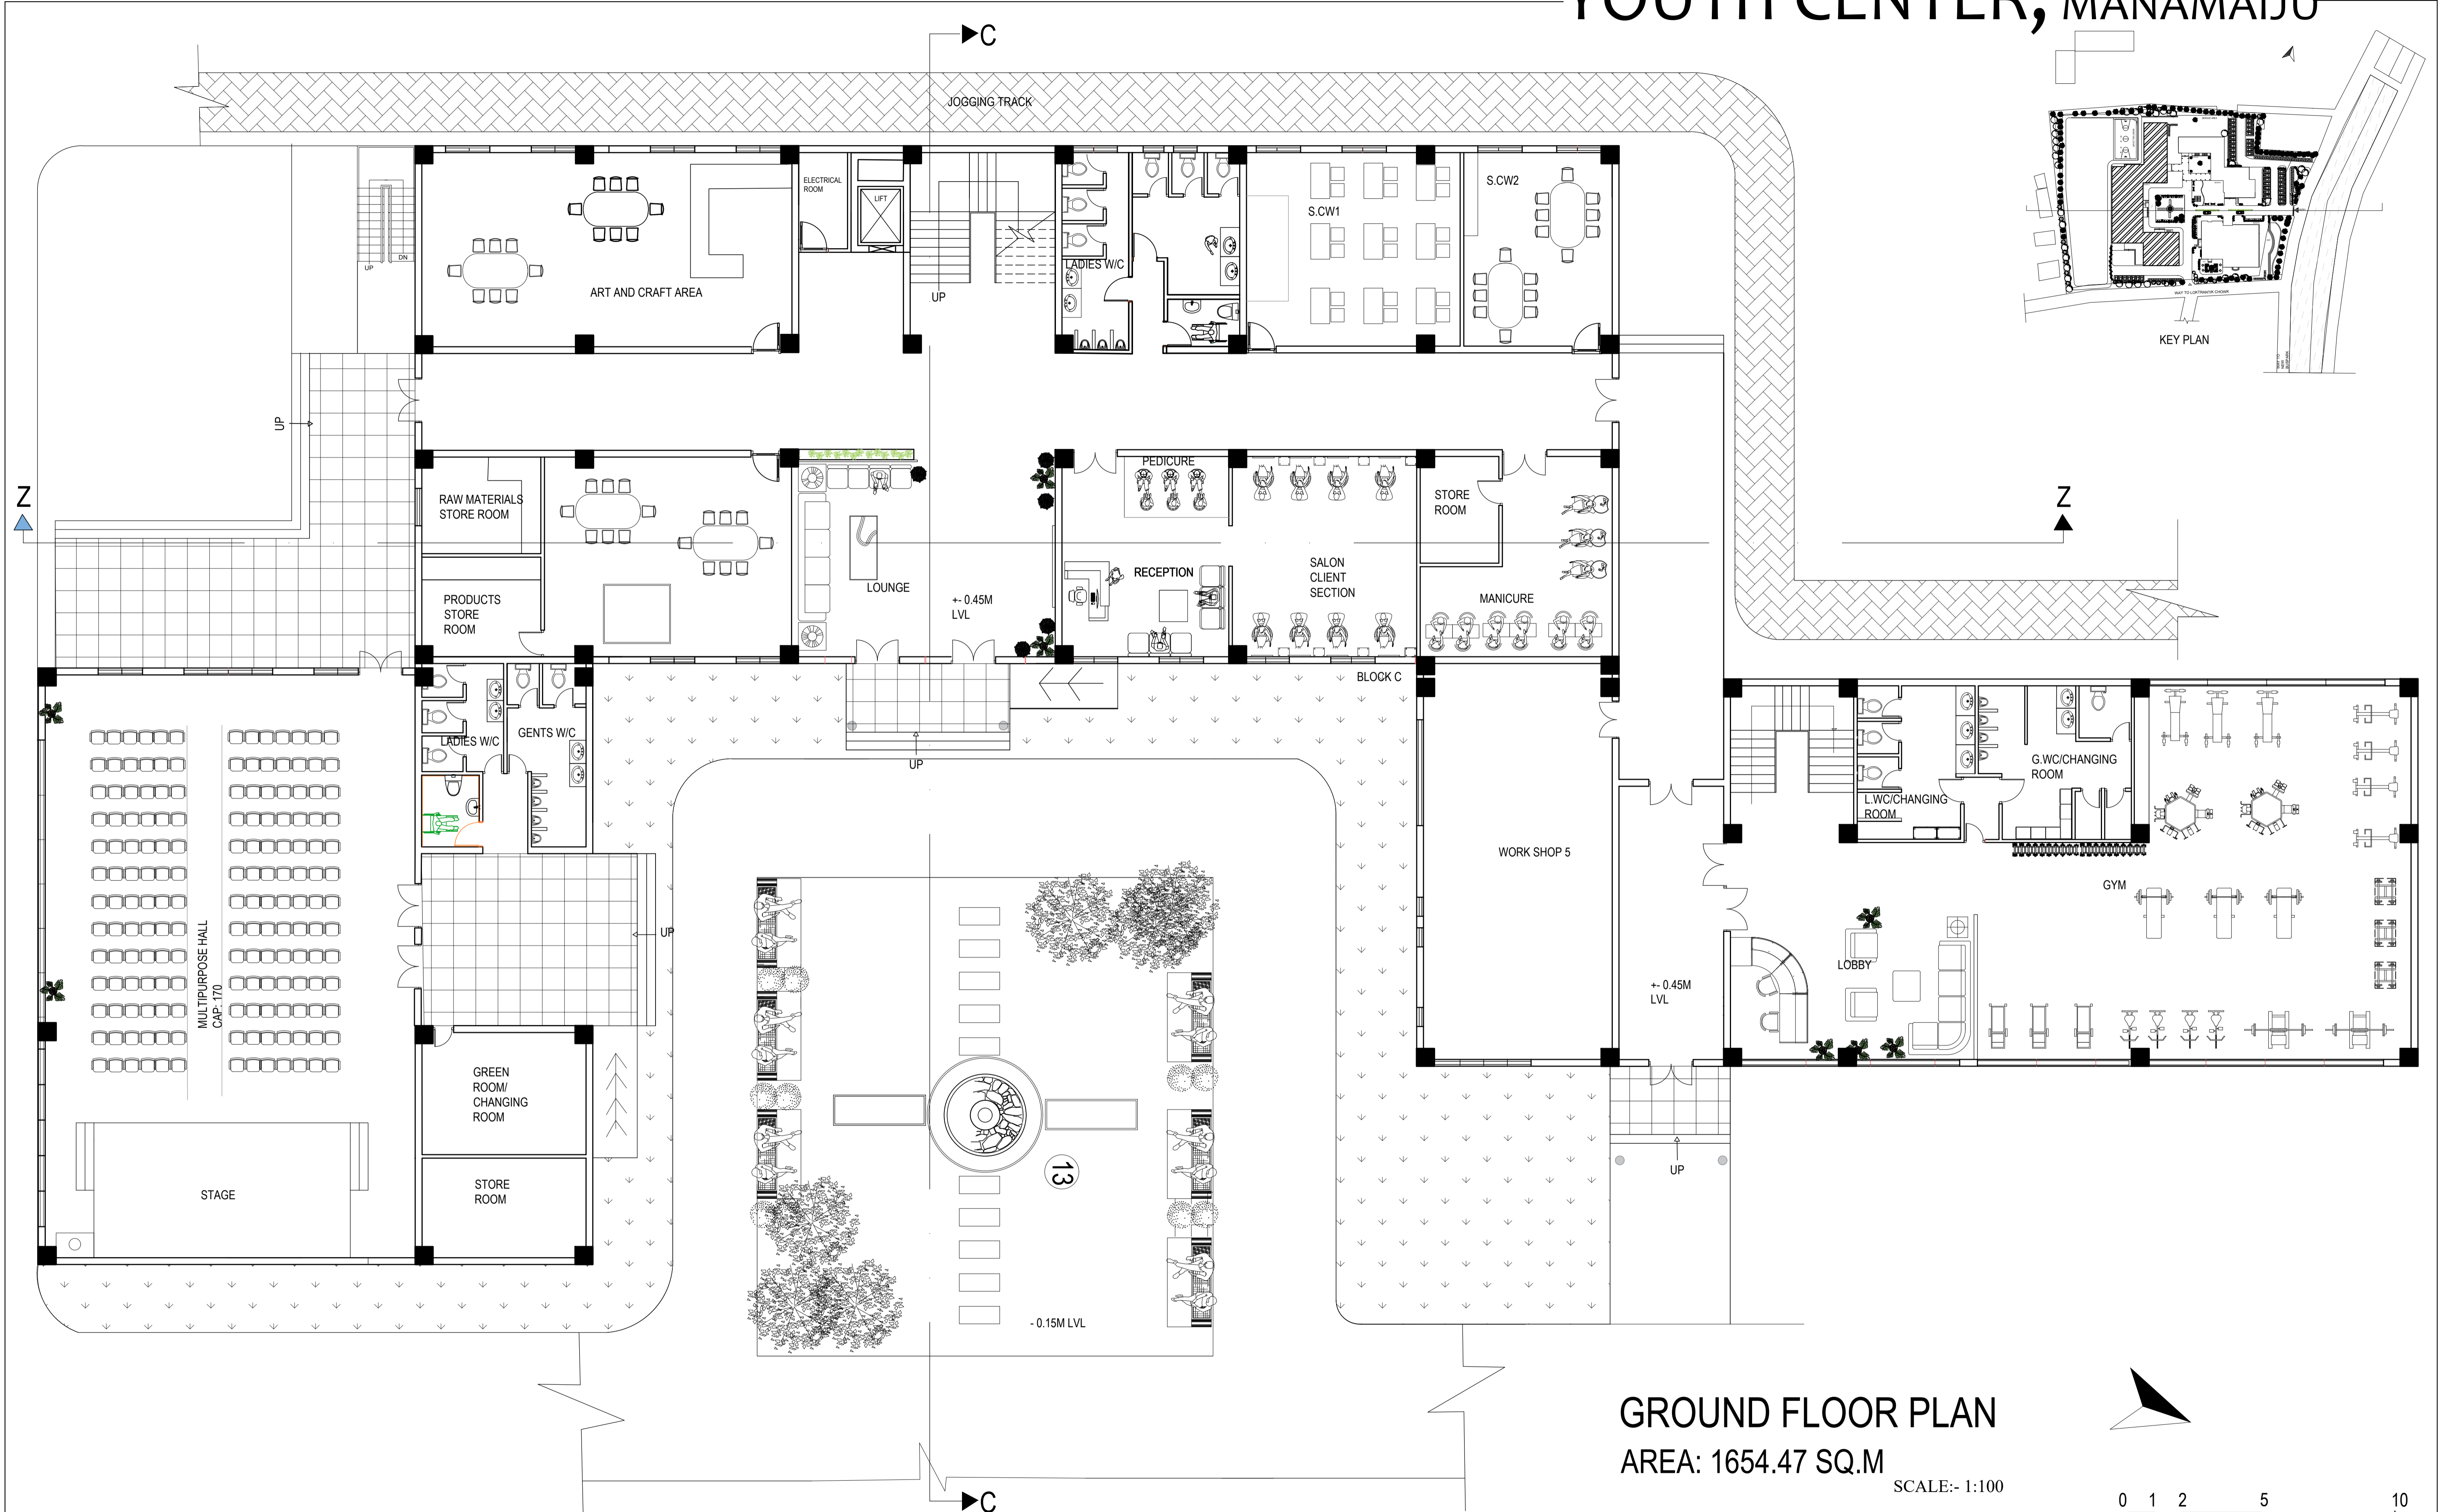 YOUTH CENTER, MANAMAIJU
C
JOGGING TRACK
KEY PLAN
ELECTRICAL
ROOM
LIFT
S.CW1
S.CW2
UP
DN
ART AND CRAFT AREA
UP
LADIES W/C
UP
Z
RAW MATERIALS
STORE ROOM
PEDICURE
STORE
ROOM
Z
PRODUCTS
STORE
ROOM
LOUNGE
+- 0.45M
LVL
RECEPTION
SALON
CLIENT
SECTION
MANICURE
BLOCK C
LADIES W/C
GENTS W/C
UP
G.WC/CHANGING
ROOM
L.WC/CHANGING
ROOM
WORK SHOP 5
GYM
UP
MULTIPURPOSE HALL
CAP: 170
LOBBY
+- 0.45M
LVL
GREEN
ROOM/
CHANGING
ROOM
13
UP
STAGE
STORE
ROOM
- 0.15M LVL
GROUND FLOOR PLAN
AREA: 1654.47 SQ.M
SCALE:- 1:100
C
0 1 2 5 10